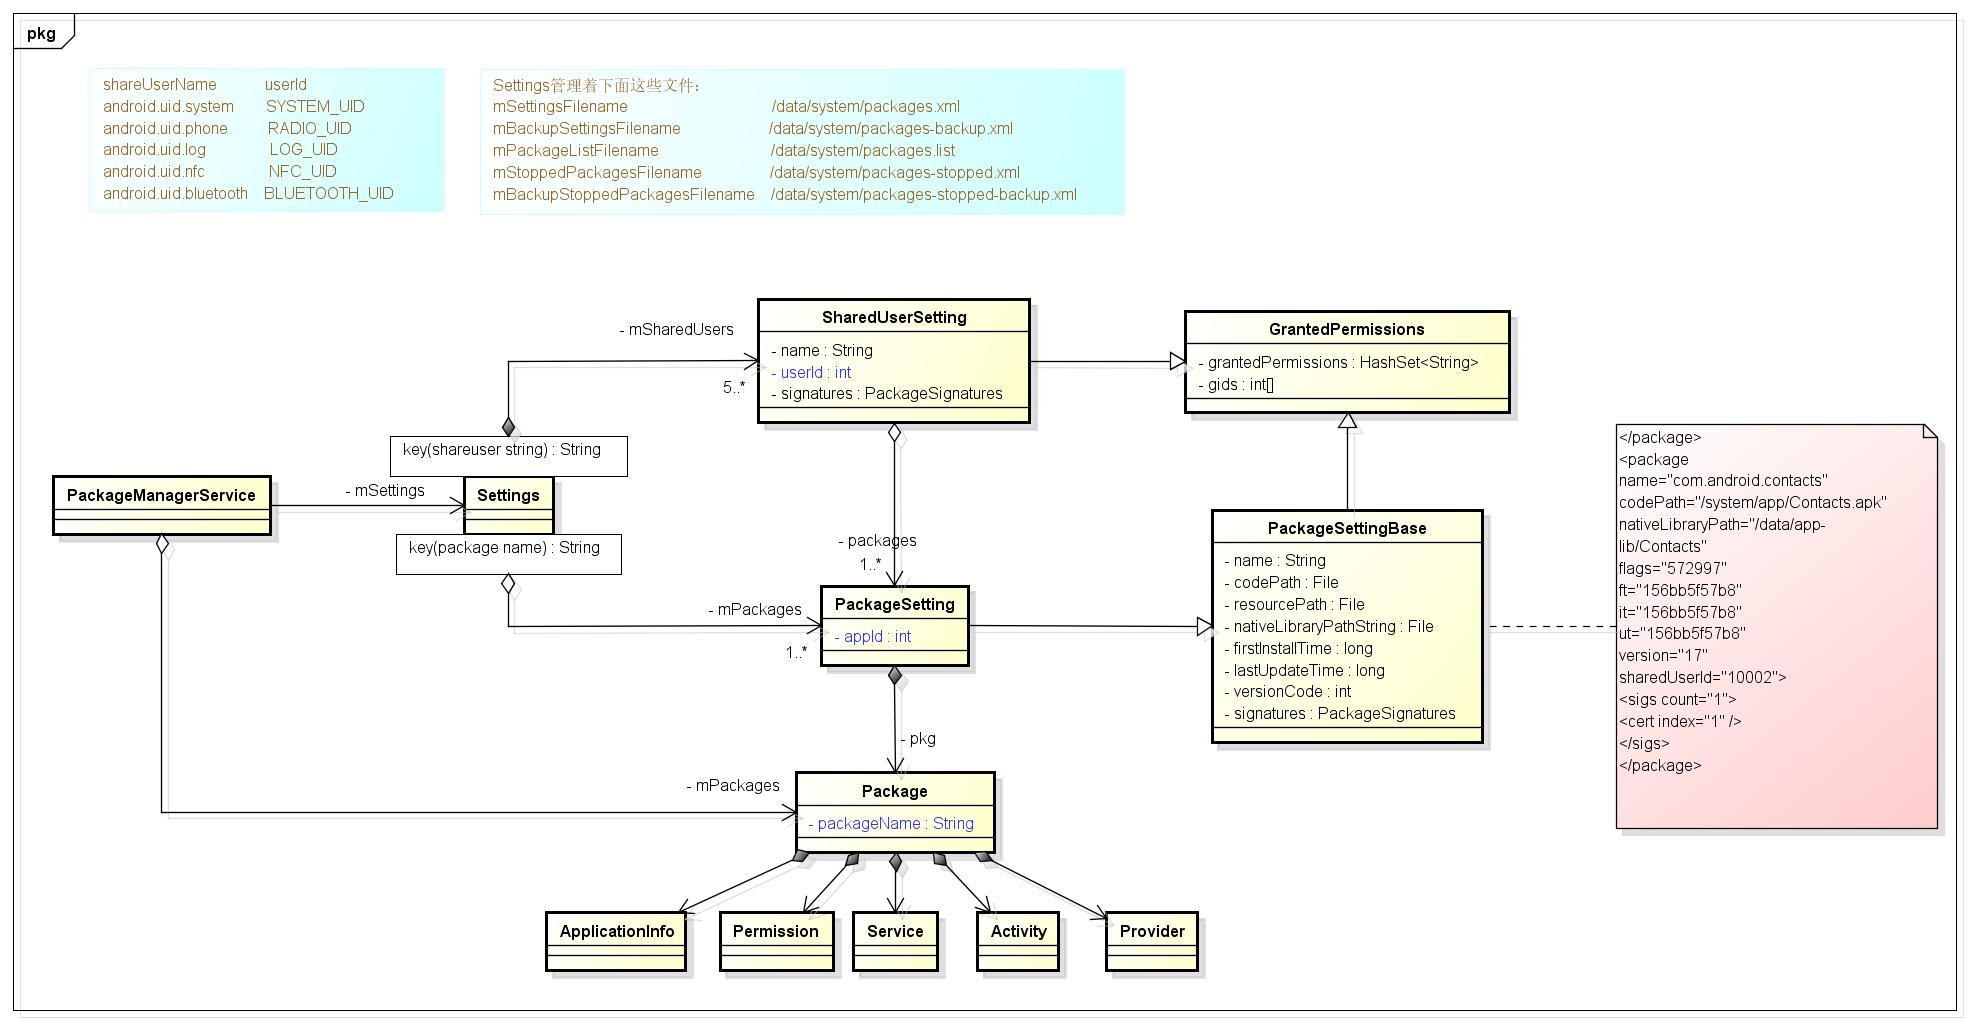 pkg
shareUserName userId
android.uid.system SYSTEM_UID
android.uid.phone RADIO_UID
android.uid.log LOG_UID
android.uid.nfc NFC_UID
android.uid.bluetooth BLUETOOTH_UID
Settings管理着下面这些文件：
mSettingsFilename /data/system/packages.xml
mBackupSettingsFilename /data/system/packages-backup.xml
mPackageListFilename /data/system/packages.list
mStoppedPackagesFilename /data/system/packages-stopped.xml
mBackupStoppedPackagesFilename /data/system/packages-stopped-backup.xml
- mSharedUsers
5..*
SharedUserSetting
- name : String
- userId : int
- signatures : PackageSignatures
GrantedPermissions
- grantedPermissions : HashSet<String>
- gids : int[]
key(shareuser string) : String
PackageManagerService
- mSettings
Settings
key(package name) : String
- packages
1..*
- mPackages
1..*
PackageSetting
- appId : int
PackageSettingBase
- name : String
- codePath : File
- resourcePath : File
- nativeLibraryPathString : File
- firstInstallTime : long
- lastUpdateTime : long
- versionCode : int
- signatures : PackageSignatures
</package>
<package
name="com.android.contacts"
codePath="/system/app/Contacts.apk"
nativeLibraryPath="/data/app-
lib/Contacts"
flags="572997"
ft="156bb5f57b8"
it="156bb5f57b8"
ut="156bb5f57b8"
version="17"
sharedUserId="10002">
<sigs count="1">
<cert index="1" />
</sigs>
</package>
- pkg
- mPackages
Package
- packageName : String
ApplicationInfo
Permission
Service
Activity
Provider